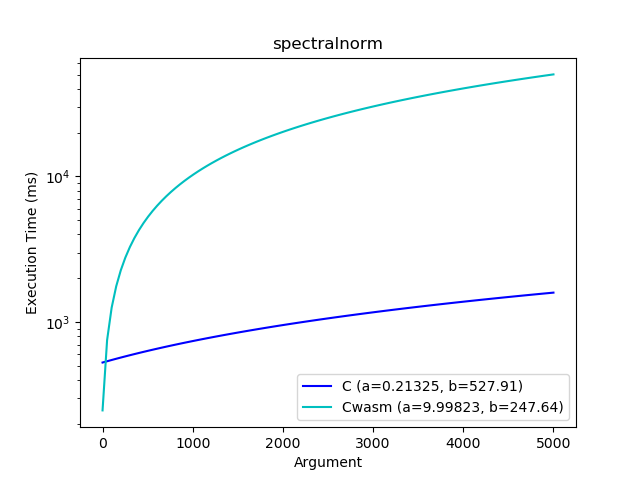 spectralnorm
Execution Time (ms)
10^4
10^3
C (a=0.21325, b=527.91)
Cwasm (a=9.99823, b=247.64)
0 1000 2000 3000 4000 5000
Argument